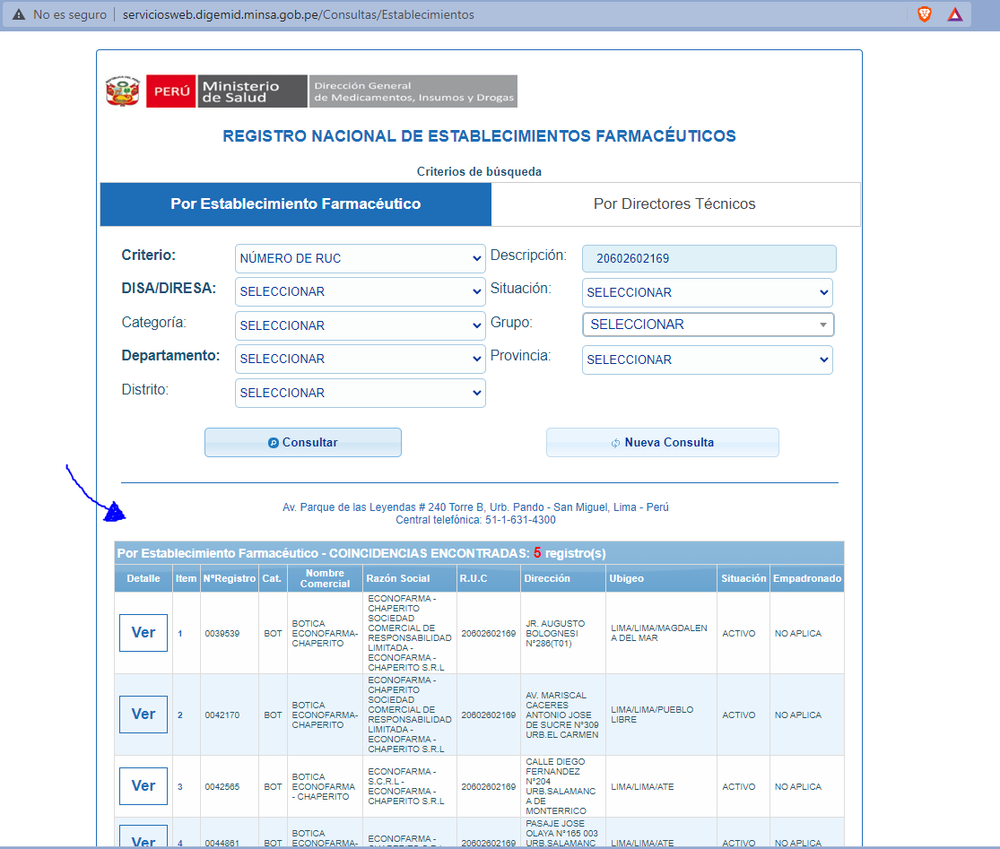 No es seguro serviciosweb.digemid.minsa.gob.pe/Consultas/Establecimientos
PERÚ Ministerio de Salud Dirección General de Medicamentos, Insumos y Drogas
REGISTRO NACIONAL DE ESTABLECIMIENTOS FARMACÉUTICOS
Criterios de búsqueda
Por Establecimiento Farmacéutico Por Directores Técnicos
Criterio: NÚMERO DE RUC Descripción: 20602602169
DISA/DIRESA: SELECCIONAR Situación: SELECCIONAR
Categoría: SELECCIONAR Grupo: SELECCIONAR
Departamento: SELECCIONAR Provincia: SELECCIONAR
Distrito: SELECCIONAR
Consultar Nueva Consulta
Av. Parque de las Leyendas # 240 Torre B, Urb. Pando - San Miguel, Lima - Perú
Central telefónica: 51-1-631-4300
Por Establecimiento Farmacéutico - COINCIDENCIAS ENCONTRADAS: 5 registro(s)
Detalle Item N°Registro Cat. Nombre Comercial Razón Social R.U.C Dirección Ubigeo Situación Empadronado
Ver 1 0039539 BOT BOTICA ECONOFARMA-CHAPERITO ECONOFARMA - CHAPERITO SOCIEDAD COMERCIAL DE RESPONSABILIDAD LIMITADA - ECONOFARMA - CHAPERITO S.R.L 20602602169 JR. AUGUSTO BOLOGNESI N°286(T01) LIMA/LIMA/MAGDALENA DEL MAR ACTIVO NO APLICA
Ver 2 0042170 BOT BOTICA ECONOFARMA-CHAPERITO ECONOFARMA - CHAPERITO SOCIEDAD COMERCIAL DE RESPONSABILIDAD LIMITADA - ECONOFARMA - CHAPERITO S.R.L 20602602169 AV. MARISCAL CACERES ANTONIO JOSE DE SUCRE N°309 URB.EL CARMEN LIMA/LIMA/PUEBLO LIBRE ACTIVO NO APLICA
Ver 3 0042565 BOT BOTICA ECONOFARMA - CHAPERITO ECONOFARMA - S.C.R.L - ECONOFARMA - CHAPERITO S.R.L 20602602169 CALLE DIEGO FERNANDEZ N°204 URB.SALAMANCA DE MONTERRICO LIMA/LIMA/ATE ACTIVO NO APLICA
Ver 4 0044861 BOT BOTICA ECONOFARMA- ECONOFARMA - CHAPERITO S.R.L 20602602169 PASAJE JOSE OLAYA N°165 003 URB.SALAMANC LIMA/LIMA/ATE ACTIVO NO APLICA